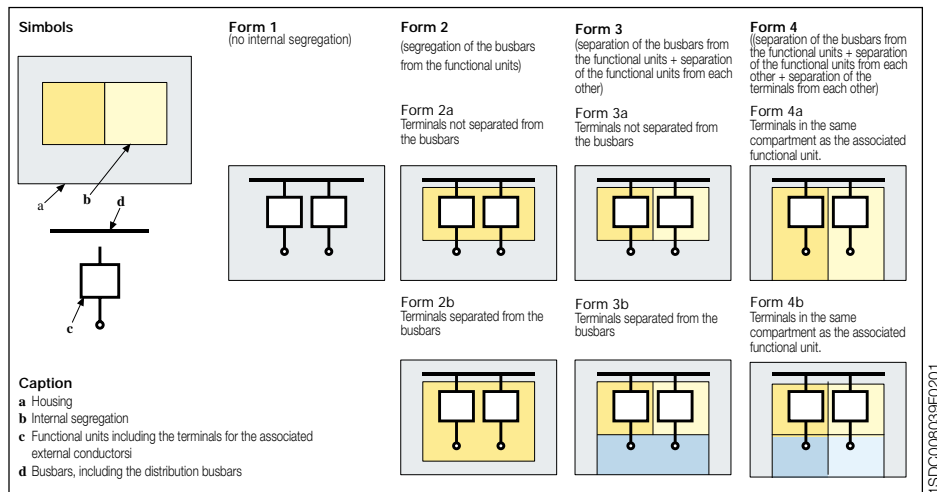 Simbols
a
b
d
c
Caption
a Housing
b Internal segregation
c Functional units including the terminals for the associated
external conductorsi
d Busbars, including the distribution busbars
Form 1
(no internal segregation)
Form 2
(segregation of the busbars
from the functional units)
Form 2a
Terminals not separated from
the busbars
Form 2b
Terminals separated from the
busbars
Form 3
(separation of the busbars from
the functional units + separation
of the functional units from each
other)
Form 3a
Terminals not separated from
the busbars
Form 3b
Terminals separated from the
busbars
Form 4
((separation of the busbars from
the functional units + separation
of the functional units from each
other + separation of the
terminals from each other)
Form 4a
Terminals in the same
compartment as the associated
functional unit.
Form 4b
Terminals in the same
compartment as the associated
functional unit.
1SDC008039F0201